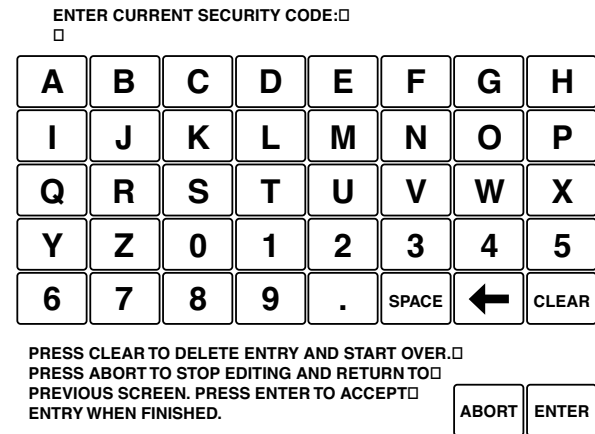 ENTER CURRENT SECURITY CODE:□
□
A B C D E F G H
I J K L M N O P
Q R S T U V W X
Y Z 0 1 2 3 4 5
6 7 8 9 . SPACE ← CLEAR
PRESS CLEAR TO DELETE ENTRY AND START OVER.□
PRESS ABORT TO STOP EDITING AND RETURN TO□
PREVIOUS SCREEN. PRESS ENTER TO ACCEPT□
ENTRY WHEN FINISHED.
ABORT ENTER